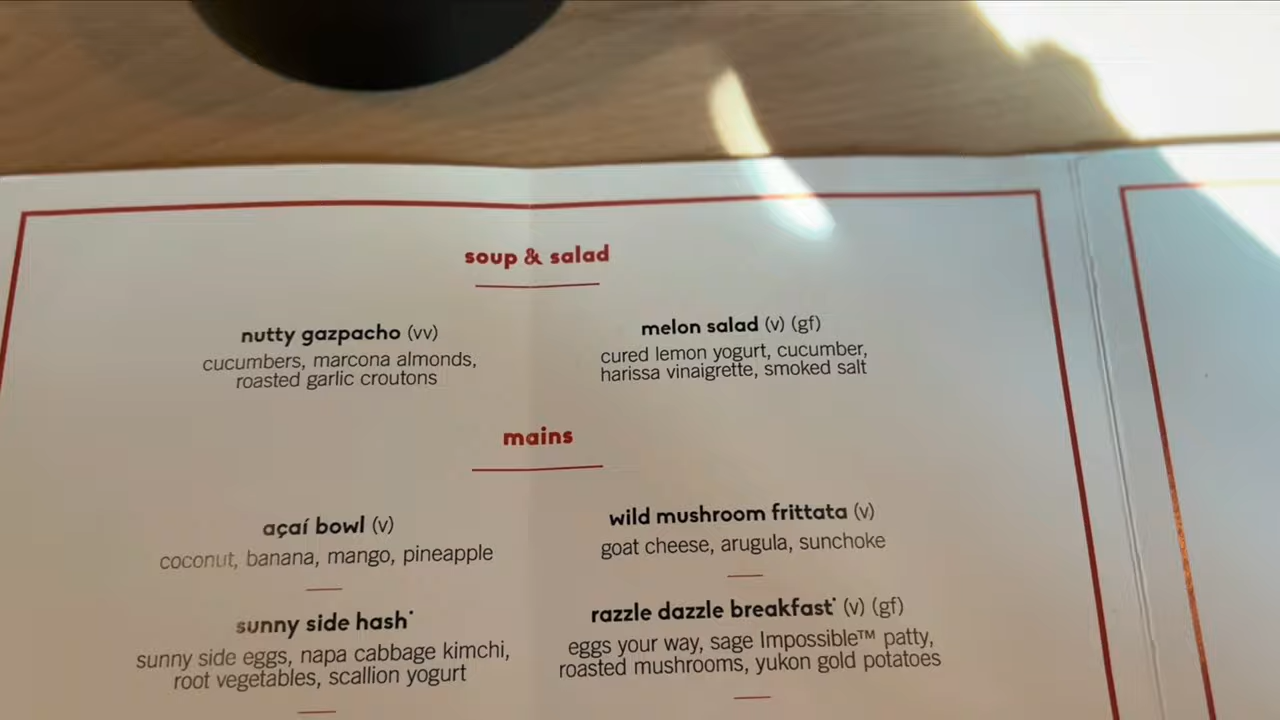 soup & salad
nutty gazpacho (vv)
cucumbers, marcona almonds,
roasted garlic croutons
melon salad (v) (gf)
cured lemon yogurt, cucumber,
harissa vinaigrette, smoked salt
mains
açaí bowl (v)
coconut, banana, mango, pineapple
wild mushroom frittata (v)
goat cheese, arugula, sunchoke
sunny side hash*
sunny side eggs, napa cabbage kimchi,
root vegetables, scallion yogurt
razzle dazzle breakfast* (v) (gf)
eggs your way, sage Impossible™ patty,
roasted mushrooms, yukon gold potatoes